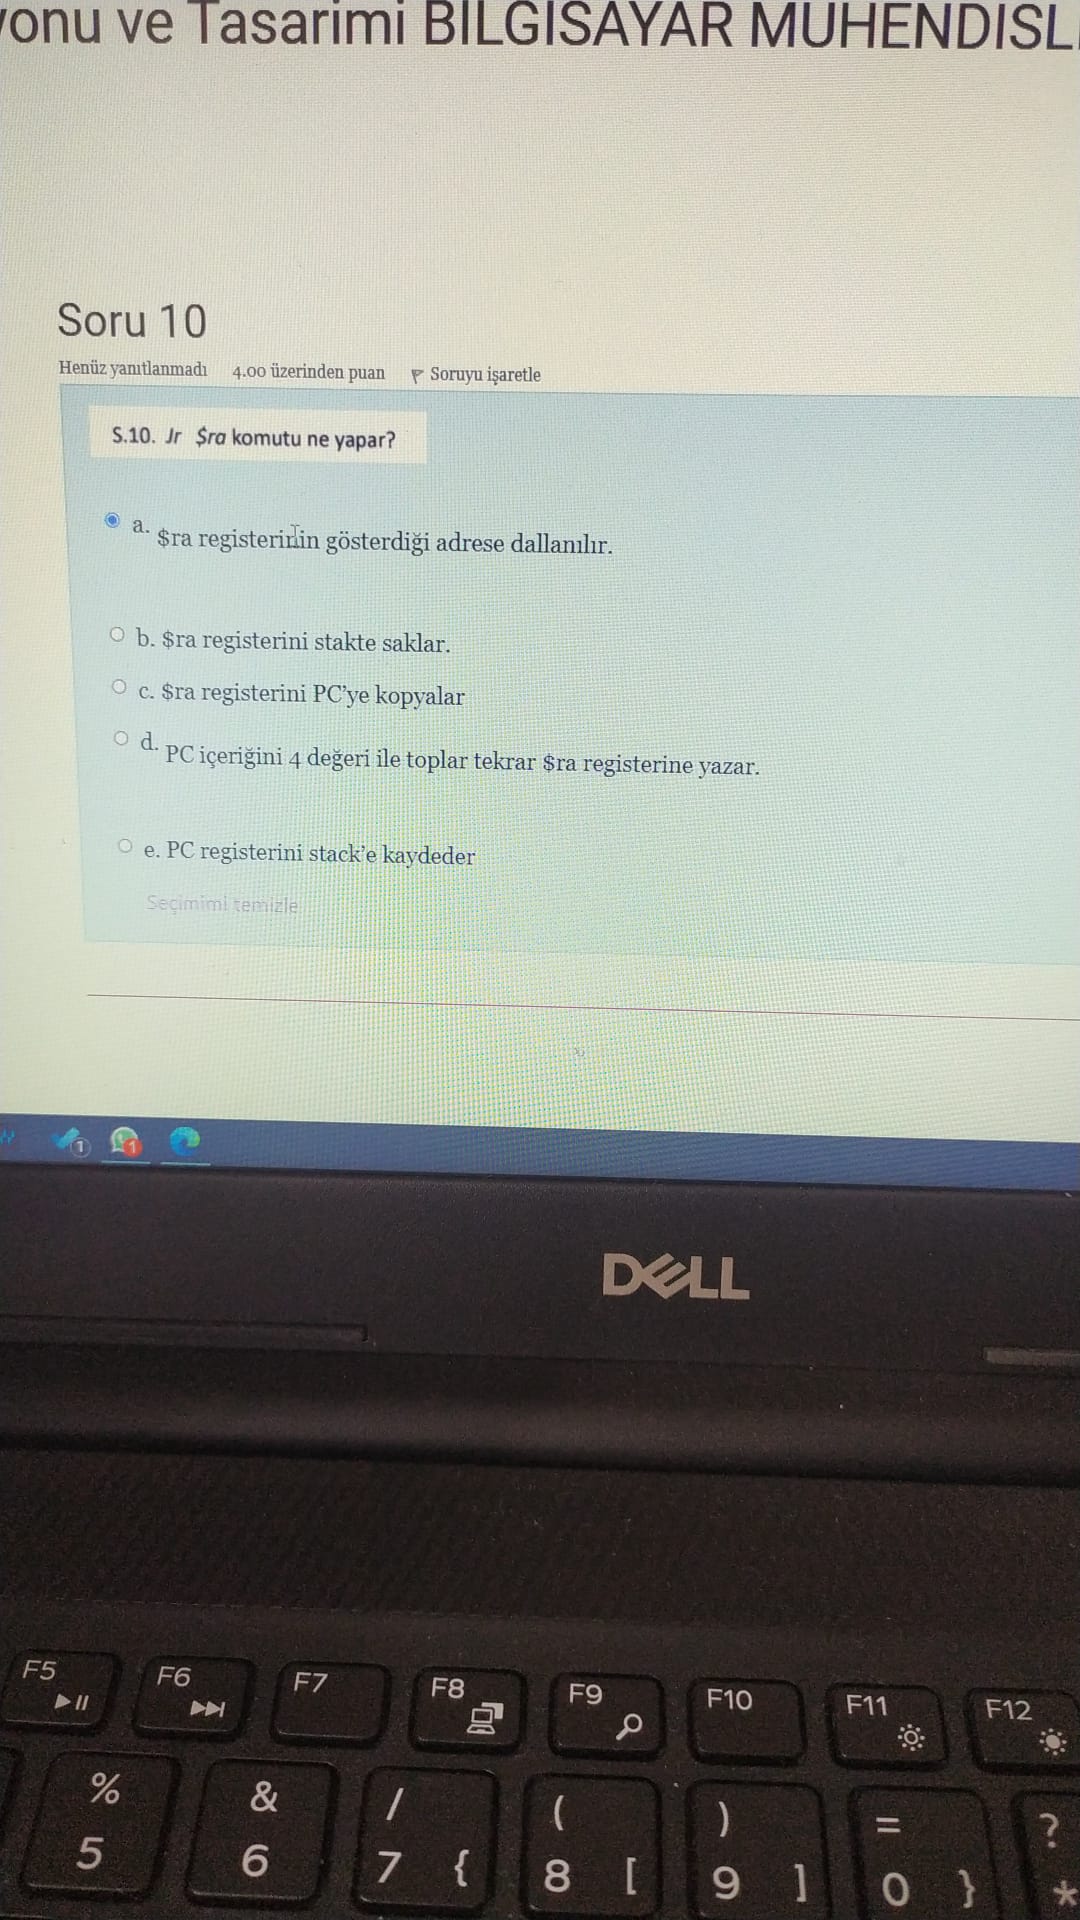 onu ve Tasarimi BILGISAYAR MUHENDISL
Soru 10
Henüz yanıtlanmadı 4.00 üzerinden puan Soruyu işaretle
S.10. Jr $ra komutu ne yapar?
a. $ra registerinin gösterdiği adrese dallanılır.
b. $ra registerini stakte saklar.
c. $ra registerini PC'ye kopyalar
d. PC içeriğini 4 değeri ile toplar tekrar $ra registerine yazar.
e. PC registerini stack'e kaydeder
Seçimimi temizle
1 1
DELL
F5 F6 F7 F8 F9 F10 F11 F12
% & / ( ) = ?
5 6 7 { 8 [ 9 ] 0 } *